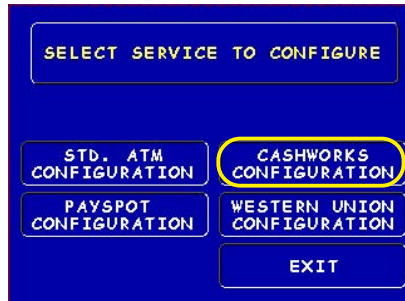 SELECT SERVICE TO CONFIGURE
STD. ATM
CONFIGURATION
CASHWORKS
CONFIGURATION
PAYSPOT
CONFIGURATION
WESTERN UNION
CONFIGURATION
EXIT